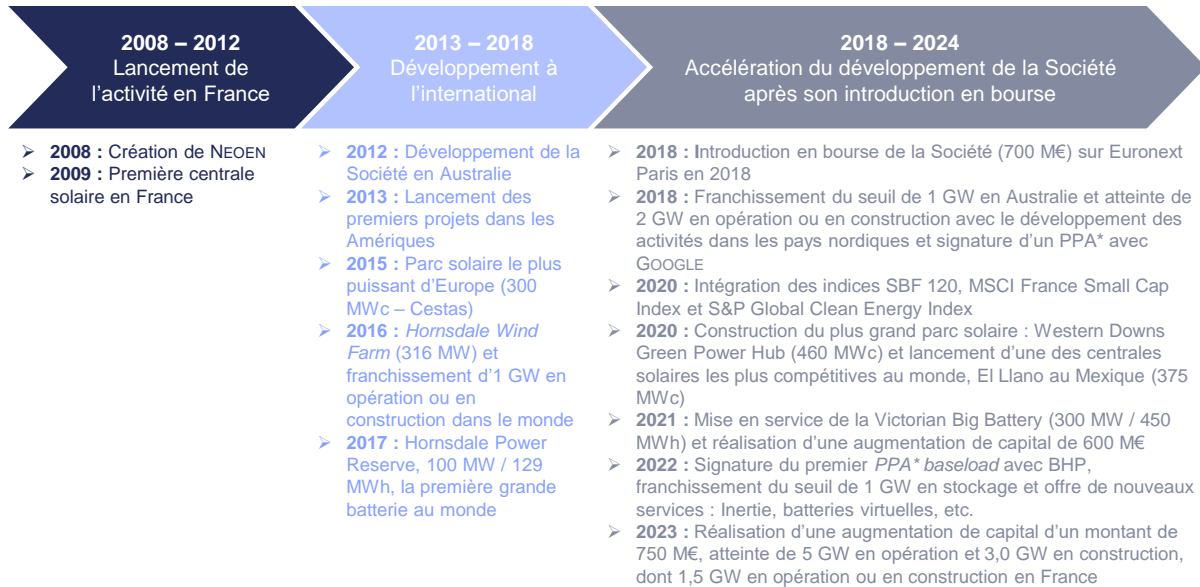 2008 – 2012
Lancement de
l'activité en France
2013 – 2018
Développement à
l'international
2018 – 2024
Accélération du développement de la Société
après son introduction en bourse
➢ 2008 : Création de NEOEN
➢ 2009 : Première centrale
solaire en France
➢ 2012 : Développement de la
Société en Australie
➢ 2013 : Lancement des
premiers projets dans les
Amériques
➢ 2015 : Parc solaire le plus
puissant d'Europe (300
MWc – Cestas)
➢ 2016 : Hornsdale Wind
Farm (316 MW) et
franchissement d'1 GW en
opération ou en
construction dans le monde
➢ 2017 : Hornsdale Power
Reserve, 100 MW / 129
MWh, la première grande
batterie au monde
➢ 2018 : Introduction en bourse de la Société (700 M€) sur Euronext
Paris en 2018
➢ 2018 : Franchissement du seuil de 1 GW en Australie et atteinte de
2 GW en opération ou en construction avec le développement des
activités dans les pays nordiques et signature d'un PPA* avec
GOOGLE
➢ 2020 : Intégration des indices SBF 120, MSCI France Small Cap
Index et S&P Global Clean Energy Index
➢ 2020 : Construction du plus grand parc solaire : Western Downs
Green Power Hub (460 MWc) et lancement d'une des centrales
solaires les plus compétitives au monde, El Llano au Mexique (375
MWc)
➢ 2021 : Mise en service de la Victorian Big Battery (300 MW / 450
MWh) et réalisation d'une augmentation de capital de 600 M€
➢ 2022 : Signature du premier PPA* baseload avec BHP,
franchissement du seuil de 1 GW en stockage et offre de nouveaux
services : Inertie, batteries virtuelles, etc.
➢ 2023 : Réalisation d'une augmentation de capital d'un montant de
750 M€, atteinte de 5 GW en opération et 3,0 GW en construction,
dont 1,5 GW en opération ou en construction en France